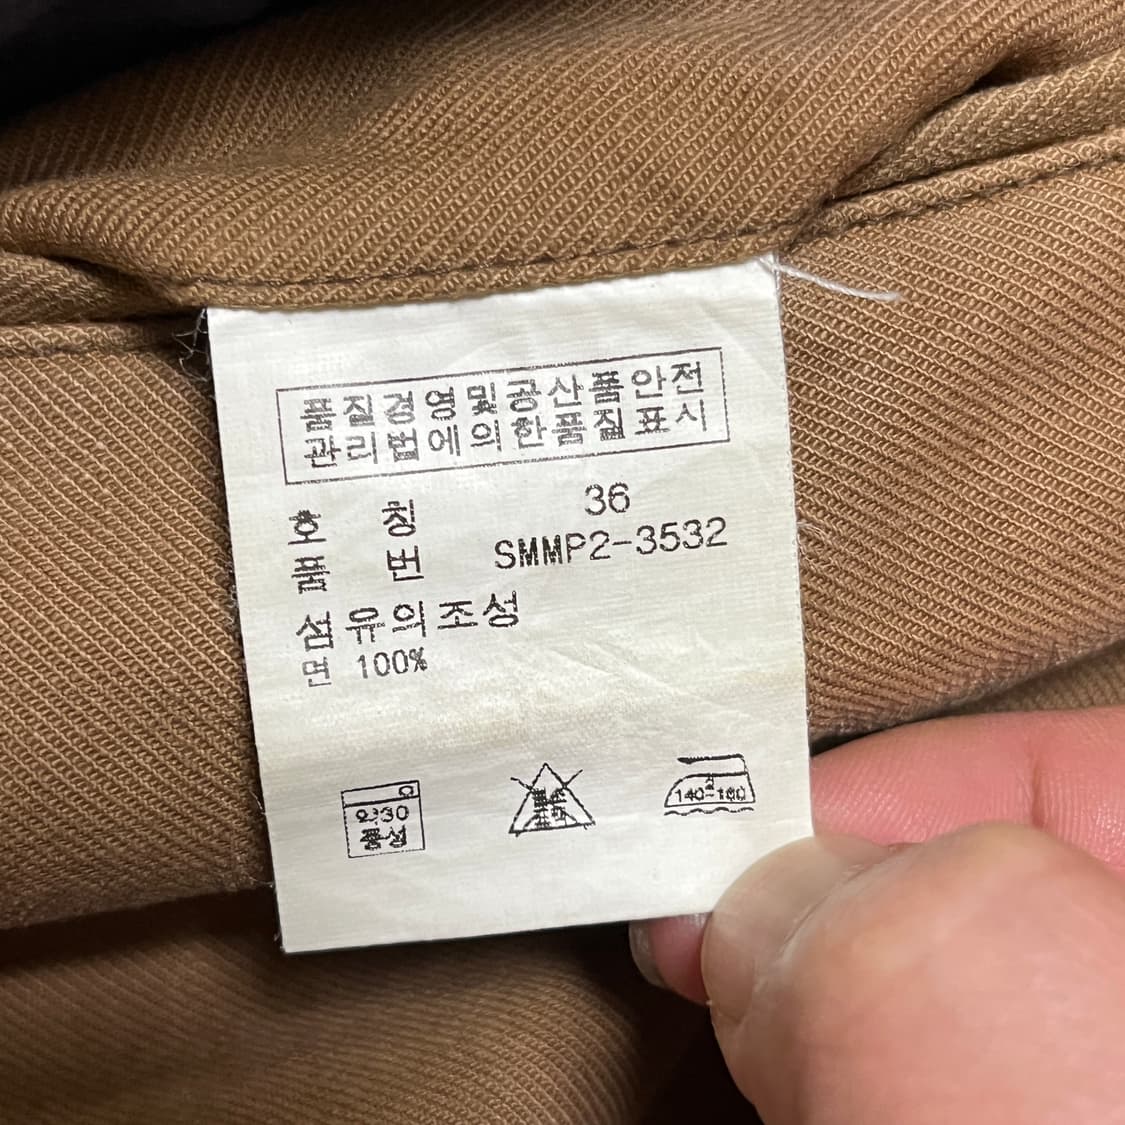 품질경영및공산품안전
관리법에의한품질표시
호 칭 36
품 번 SMMP2-3532
섬유의조성
면 100%
약30
중성
140~160